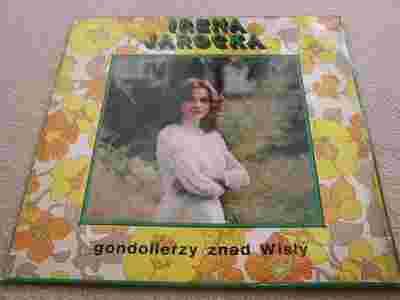 IRENA
JAROCKA
gondolierzy znad Wisły